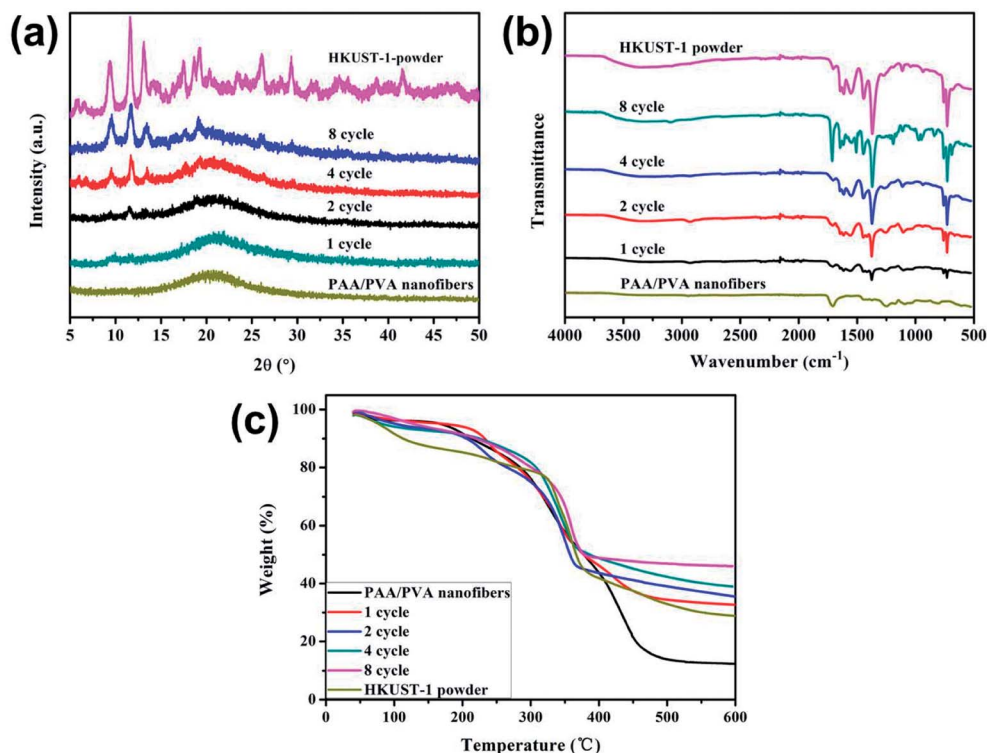 (a)
Intensity (a.u.)
HKUST-1-powder
8 cycle
4 cycle
2 cycle
1 cycle
PAA/PVA nanofibers
5 10 15 20 25 30 35 40 45 50
2θ (°)
(b)
Transmittance
HKUST-1 powder
8 cycle
4 cycle
2 cycle
1 cycle
PAA/PVA nanofibers
4000 3500 3000 2500 2000 1500 1000 500
Wavenumber (cm-1)
(c)
Weight (%)
100
80
60
40
20
0
PAA/PVA nanofibers
1 cycle
2 cycle
4 cycle
8 cycle
HKUST-1 powder
0 100 200 300 400 500 600
Temperature (℃)